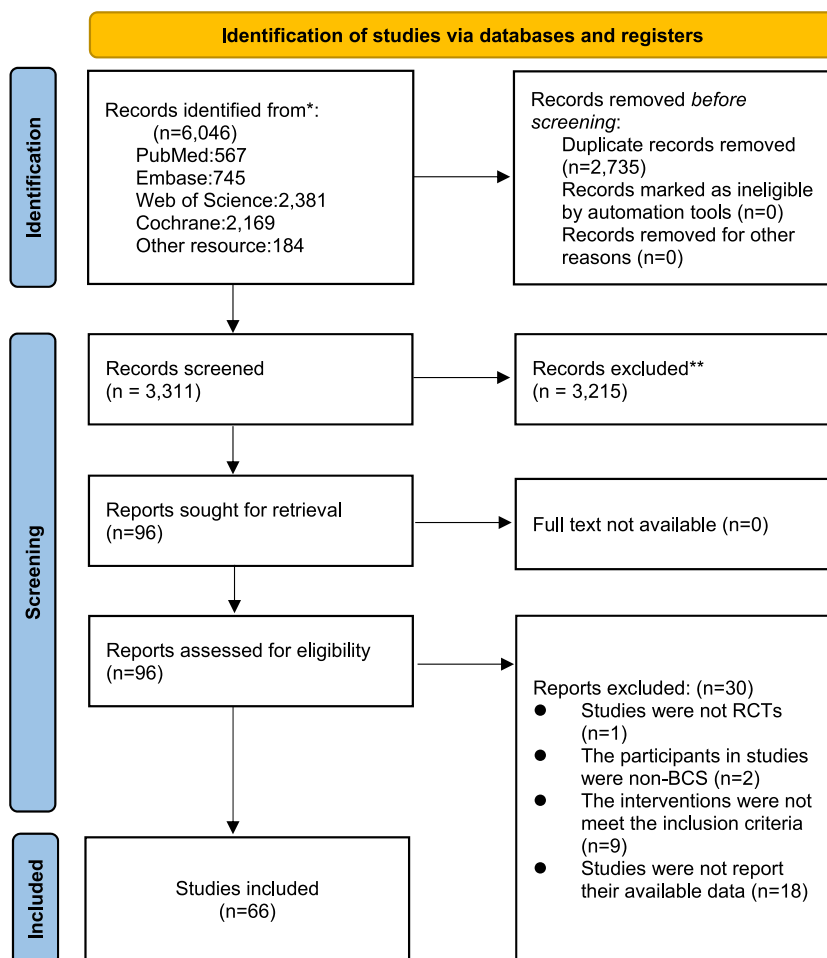 Identification of studies via databases and registers
Identification
Records identified from*:
(n=6,046)
PubMed:567
Embase:745
Web of Science:2,381
Cochrane:2,169
Other resource:184
Records removed before
screening:
Duplicate records removed
(n=2,735)
Records marked as ineligible
by automation tools (n=0)
Records removed for other
reasons (n=0)
Screening
Records screened
(n = 3,311)
Records excluded**
(n = 3,215)
Reports sought for retrieval
(n=96)
Full text not available (n=0)
Reports assessed for eligibility
(n=96)
Reports excluded: (n=30)
● Studies were not RCTs
(n=1)
● The participants in studies
were non-BCS (n=2)
● The interventions were not
meet the inclusion criteria
(n=9)
● Studies were not report
their available data (n=18)
Included
Studies included
(n=66)